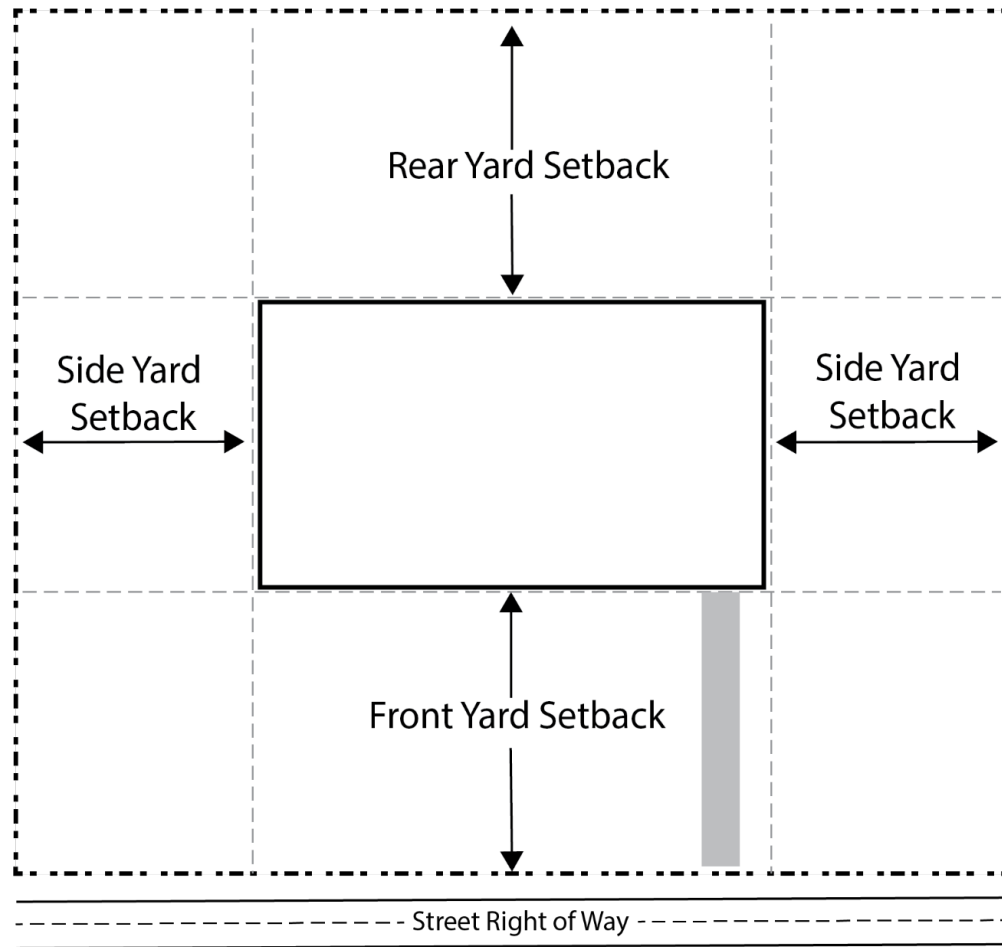 Rear Yard Setback
Side Yard
Setback
Side Yard
Setback
Front Yard Setback
Street Right of Way